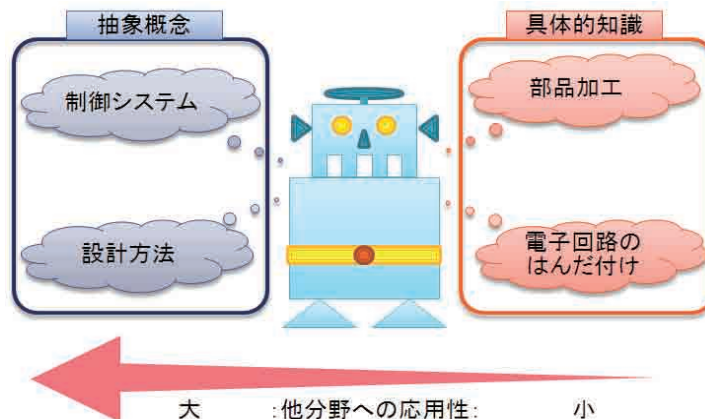 抽象概念
具体的知識
制御システム
部品加工
設計方法
電子回路の
はんだ付け
大 :他分野への応用性: 小